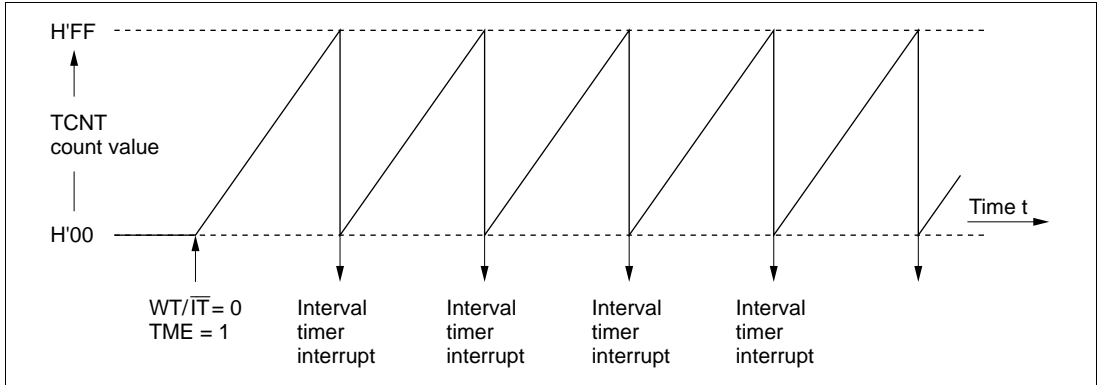 H'FF
TCNT
count value
H'00
Time t
WT/I̅T̅ = 0
TME = 1
Interval
timer
interrupt
Interval
timer
interrupt
Interval
timer
interrupt
Interval
timer
interrupt